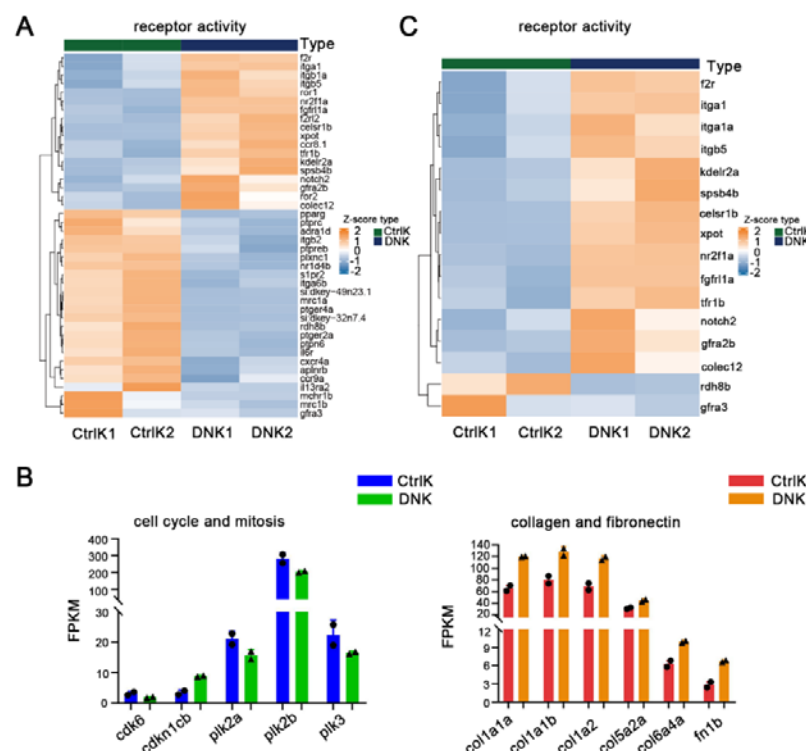 A
receptor activity
Type
f2r
itga1
itgb1a
itgb5
ror1
nr2f1a
fgfrl1a
f2rl2
celsr1b
xpot
ccr8.1
tfr1b
kdelr2a
spsb4b
notch2
gfra2b
ror2
colec12
pparg
ptprc
adra1d
itgb2
ptpreb
plxnc1
nr1d4b
s1pr2
itga6b
si:dkey-49n23.1
mrc1a
ptger4a
si:dkey-32n7.4
rdh8b
ptger2a
ptpn6
il6r
cxcr4a
aplnrb
ccr9a
il13ra2
mchr1b
mrc1b
gfra3
Z-score type
2
1
0
-1
-2
CtrlK
DNK
CtrlK1 CtrlK2 DNK1 DNK2
C
receptor activity
Type
f2r
itga1
itga1a
itgb5
kdelr2a
spsb4b
celsr1b
xpot
nr2f1a
fgfrl1a
tfr1b
notch2
gfra2b
colec12
rdh8b
gfra3
Z-score type
2
1
0
-1
-2
CtrlK
DNK
CtrlK1 CtrlK2 DNK1 DNK2
B
CtrlK
DNK
cell cycle and mitosis
FPKM
400
300
200
100
30
20
10
0
cdk6 cdkn1cb plk2a plk2b plk3
CtrlK
DNK
collagen and fibronectin
FPKM
140
120
100
80
60
40
20
12
9
6
3
0
col1a1a col1a1b col1a2 col5a2a col6a4a fn1b